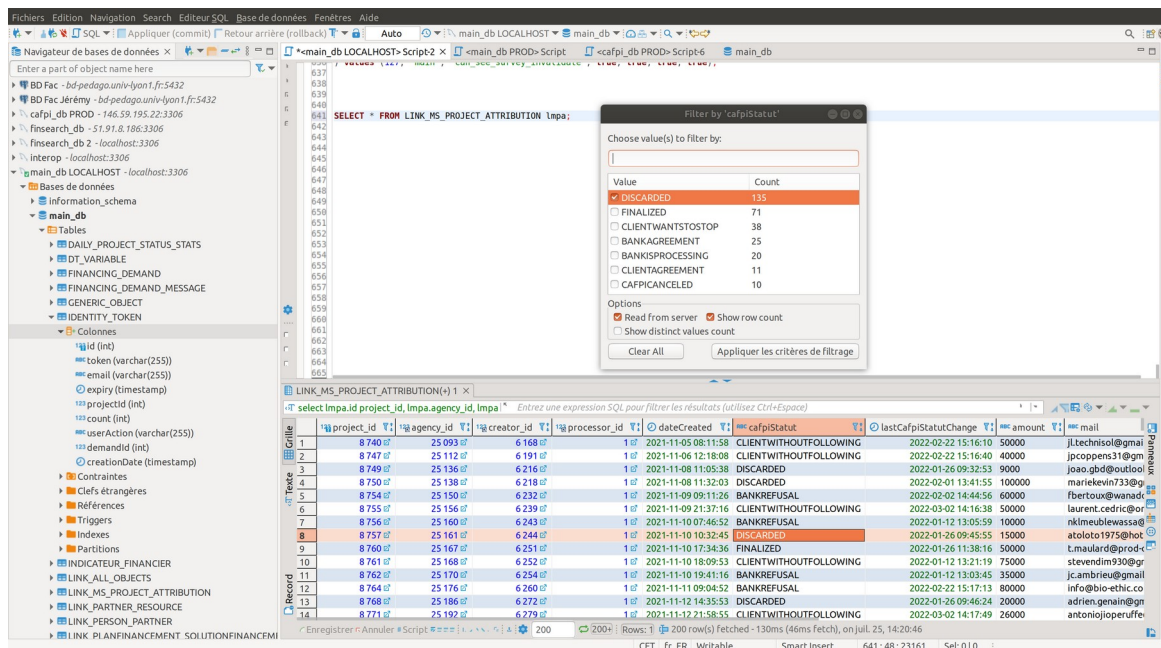 Fichiers Edition Navigation Search Editeur SQL Base de données Fenêtres Aide
SQL Appliquer (commit) Retour arrière (rollback) T Auto main_db LOCALHOST main_db
Navigateur de bases de données
*<main_db LOCALHOST> Script-2 <main_db PROD> Script <cafpi_db PROD> Script-6 main_db
Enter a part of object name here
BD Fac - bd-pedago.univ-lyon1.fr:5432
BD Fac Jérémy - bd-pedago.univ-lyon1.fr:5432
cafpi_db PROD - 146.59.195.22:3306
finsearch_db - 51.91.8.186:3306
finsearch_db 2 - localhost:3306
interop - localhost:3306
main_db LOCALHOST - localhost:3306
Bases de données
information_schema
main_db
Tables
DAILY_PROJECT_STATUS_STATS
DT_VARIABLE
FINANCING_DEMAND
FINANCING_DEMAND_MESSAGE
GENERIC_OBJECT
IDENTITY_TOKEN
Colonnes
123 id (int)
ABC token (varchar(255))
ABC email (varchar(255))
expiry (timestamp)
123 projectId (int)
123 count (int)
ABC userAction (varchar(255))
123 demandId (int)
creationDate (timestamp)
Contraintes
Clefs étrangères
Références
Triggers
Indexes
Partitions
INDICATEUR_FINANCIER
LINK_ALL_OBJECTS
LINK_MS_PROJECT_ATTRIBUTION
LINK_PARTNER_RESOURCE
LINK_PERSON_PARTNER
LINK_PLANFINANCEMENT_SOLUTIONFINANCEMI
636 ) values (127, 'main', 'can_see_survey_invalidate', true, true, true, true);
637
638
639
640
641 SELECT * FROM LINK_MS_PROJECT_ATTRIBUTION lmpa;
642
643
644
645
646
647
648
649
650
651
652
653
654
655
656
657
658
659
660
661
662
663
664
665
Filter by 'cafpiStatut'
Choose value(s) to filter by:
Value Count
DISCARDED 135
FINALIZED 71
CLIENTWANTSTOSTOP 38
BANKAGREEMENT 25
BANKISPROCESSING 20
CLIENTAGREEMENT 11
CAFPICANCELED 10
Options
Read from server Show row count
Show distinct values count
Clear All Appliquer les critères de filtrage
LINK_MS_PROJECT_ATTRIBUTION(+) 1
select lmpa.id project_id, lmpa.agency_id, lmpa Entrez une expression SQL pour filtrer les résultats (utilisez Ctrl+Espace)
Grille
Texte
Record
Panneaux
123 project_id 123 agency_id 123 creator_id 123 processor_id dateCreated ABC cafpiStatut lastCafpiStatutChange ABC amount ABC mail
1 8 740 25 093 6 168 1 2021-11-05 08:11:58 CLIENTWITHOUTFOLLOWING 2022-02-22 15:16:10 50000 jl.technisol@gmai
2 8 747 25 112 6 191 1 2021-11-06 12:18:08 CLIENTWITHOUTFOLLOWING 2022-02-22 15:16:40 40000 jpcoppens31@gm
3 8 749 25 136 6 216 1 2021-11-08 11:05:38 DISCARDED 2022-01-26 09:32:53 9000 joao.gbd@outloo
4 8 750 25 138 6 218 1 2021-11-08 11:32:03 DISCARDED 2022-02-01 13:41:55 100000 mariekevin733@g
5 8 754 25 150 6 232 1 2021-11-09 09:11:26 BANKREFUSAL 2022-02-02 14:44:56 60000 fbertoux@wanad
6 8 755 25 156 6 239 1 2021-11-09 21:37:16 CLIENTWITHOUTFOLLOWING 2022-03-02 14:16:38 50000 laurent.cedric@or
7 8 756 25 160 6 243 1 2021-11-10 07:46:52 BANKREFUSAL 2022-01-12 13:05:59 10000 nklmeublewassa@
8 8 757 25 161 6 244 1 2021-11-10 10:32:45 DISCARDED 2022-01-26 09:45:55 15000 atoloto1975@hot
9 8 760 25 167 6 251 1 2021-11-10 17:34:36 FINALIZED 2022-01-26 11:38:16 50000 t.maulard@prod-
10 8 761 25 168 6 252 1 2021-11-10 18:09:53 CLIENTWITHOUTFOLLOWING 2022-01-12 13:21:19 75000 stevendim930@gr
11 8 762 25 170 6 254 1 2021-11-10 19:41:16 BANKREFUSAL 2022-01-12 13:03:45 35000 jc.ambrieu@gmail
12 8 764 25 176 6 260 1 2021-11-11 09:04:52 BANKREFUSAL 2022-02-22 15:17:13 80000 info@bio-ethic.co
13 8 768 25 186 6 272 1 2021-11-12 14:35:53 DISCARDED 2022-01-26 09:46:24 20000 adrien.genain@gm
14 8 771 25 192 6 279 1 2021-11-12 21:58:55 CLIENTWITHOUTFOLLOWING 2022-03-02 14:17:49 26000 antoniojioperuffe
Enregistrer Annuler Script 200 200+ Rows: 1 200 row(s) fetched - 130ms (46ms fetch), on juil. 25, 14:20:46
CET fr_FR Writable Smart Insert 641 : 48 : 23161 Sel: 0 | 0